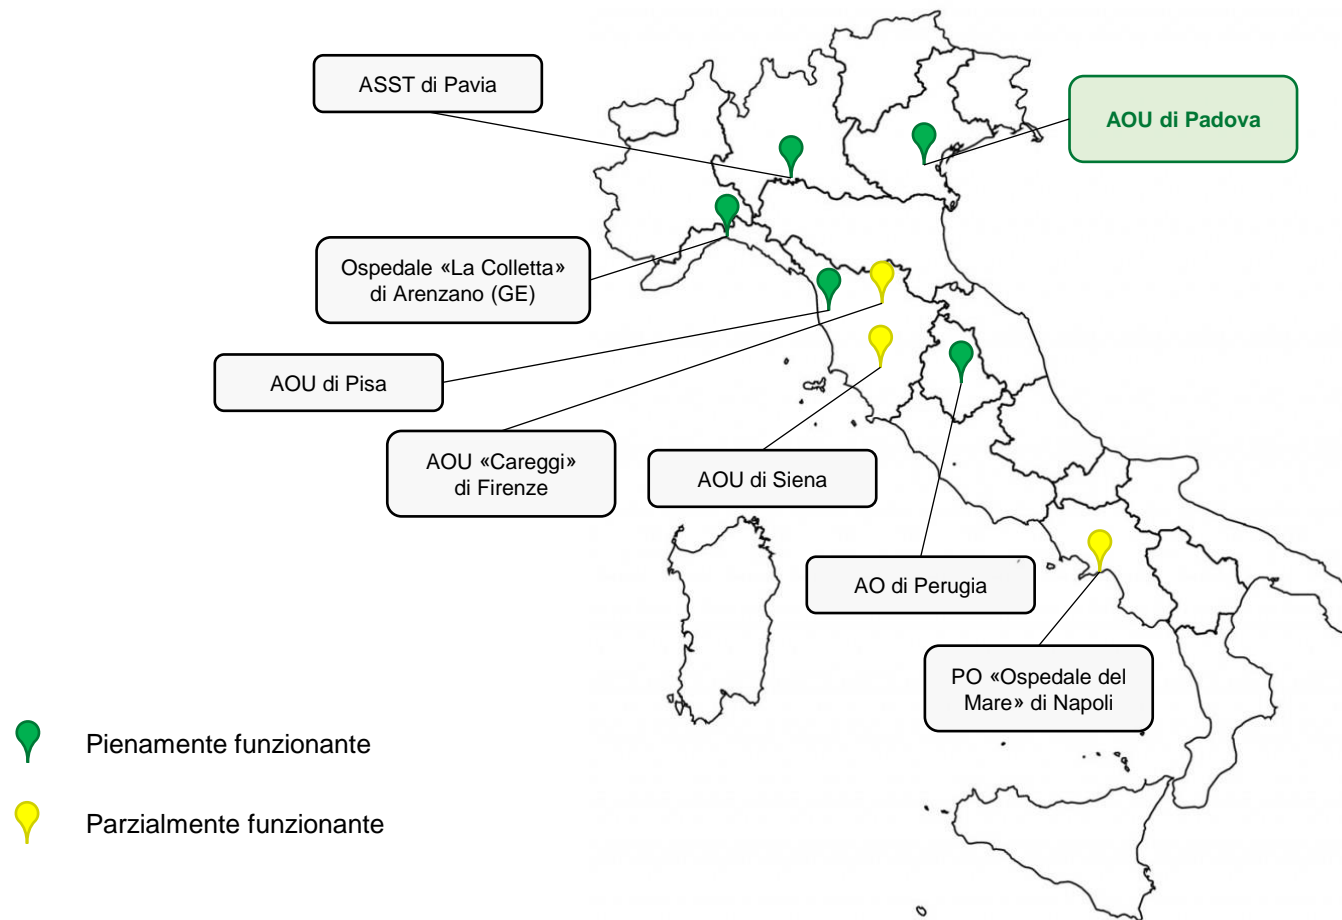 ASST di Pavia
AOU di Padova
Ospedale «La Colletta»
di Arenzano (GE)
AOU di Pisa
AOU «Careggi»
di Firenze
AOU di Siena
AO di Perugia
PO «Ospedale del
Mare» di Napoli
Pienamente funzionante
Parzialmente funzionante